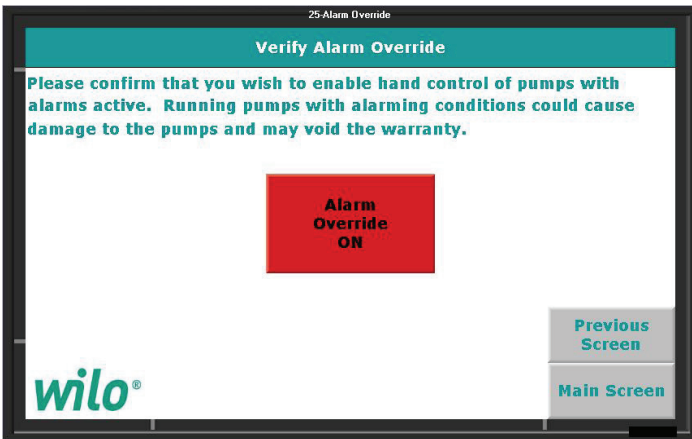 25-Alarm Override
Verify Alarm Override
Please confirm that you wish to enable hand control of pumps with
alarms active.  Running pumps with alarming conditions could cause
damage to the pumps and may void the warranty.
Alarm
Override
ON
Previous
Screen
Main Screen
wilo®